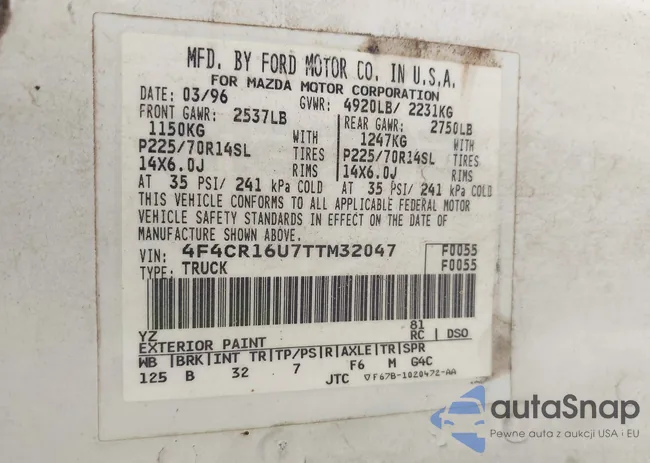 MFD. BY FORD MOTOR CO. IN U.S.A.
FOR MAZDA MOTOR CORPORATION
DATE: 03/96 GVWR: 4920LB/ 2231KG
FRONT GAWR: 2537LB REAR GAWR: 2750LB
1150KG WITH 1247KG WITH
P225/70R14SL TIRES P225/70R14SL TIRES
14X6.0J RIMS 14X6.0J RIMS
AT 35 PSI/ 241 kPa COLD AT 35 PSI/ 241 kPa COLD
THIS VEHICLE CONFORMS TO ALL APPLICABLE FEDERAL MOTOR
VEHICLE SAFETY STANDARDS IN EFFECT ON THE DATE OF
MANUFACTURE SHOWN ABOVE.
VIN: 4F4CR16U7TTM32047 F0055
TYPE: TRUCK F0055
YZ 81
EXTERIOR PAINT RC DSO
WB BRK INT TR TP/PS R AXLE TR SPR
125 B 32 7 F6 M G4C
JTC ▽F67B-1020472-AA
autaSnap
Pewne auta z aukcji USA i EU